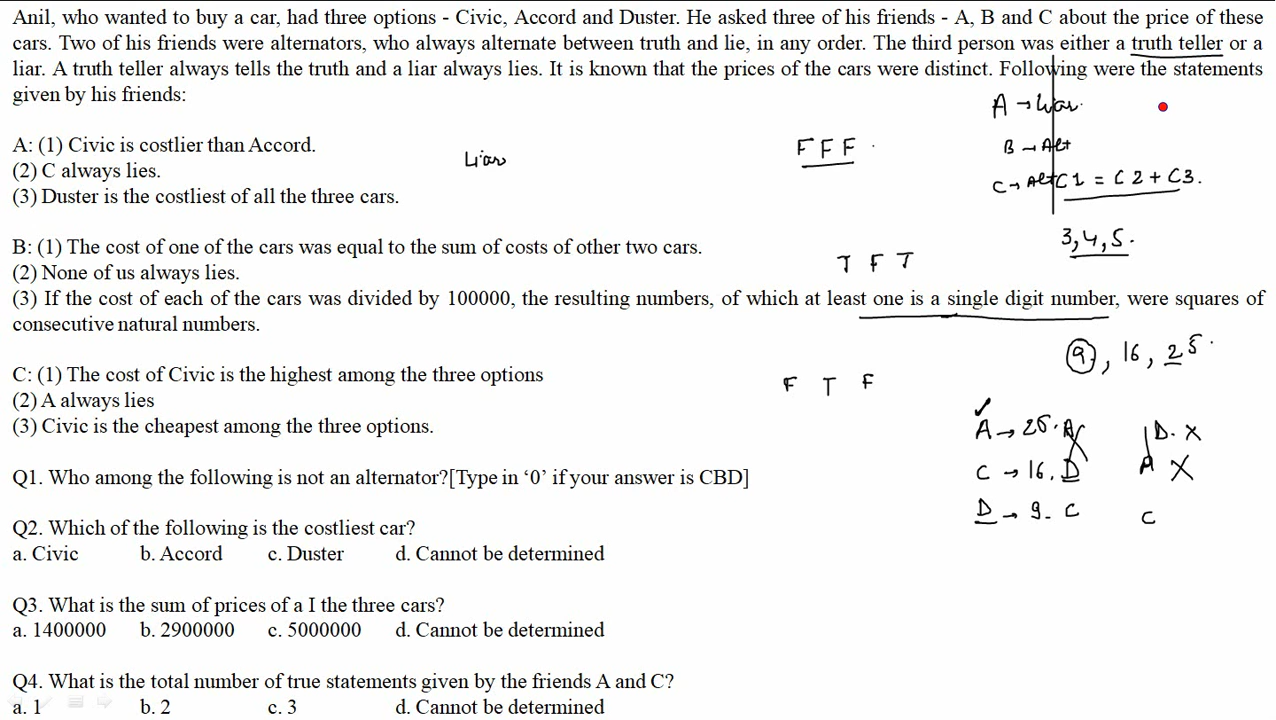 Anil, who wanted to buy a car, had three options - Civic, Accord and Duster. He asked three of his friends - A, B and C about the price of these
cars. Two of his friends were alternators, who always alternate between truth and lie, in any order. The third person was either a truth teller or a
liar. A truth teller always tells the truth and a liar always lies. It is known that the prices of the cars were distinct. Following were the statements
given by his friends:
A → Liar.
A: (1) Civic is costlier than Accord.
Liar
F F F
B → Alt
(2) C always lies.
C → Alt
C1 = C2 + C3.
(3) Duster is the costliest of all the three cars.
3,4,5.
B: (1) The cost of one of the cars was equal to the sum of costs of other two cars.
T F T
(2) None of us always lies.
(3) If the cost of each of the cars was divided by 100000, the resulting numbers, of which at least one is a single digit number, were squares of
consecutive natural numbers.
9, 16, 25.
C: (1) The cost of Civic is the highest among the three options
F T F
(2) A always lies
(3) Civic is the cheapest among the three options.
A → 25. A D. X
C → 16. D A X
Q1. Who among the following is not an alternator?[Type in ‘0’ if your answer is CBD]
D → 9- C C
Q2. Which of the following is the costliest car?
a. Civic b. Accord c. Duster d. Cannot be determined
Q3. What is the sum of prices of a I the three cars?
a. 1400000 b. 2900000 c. 5000000 d. Cannot be determined
Q4. What is the total number of true statements given by the friends A and C?
a. 1 b. 2 c. 3 d. Cannot be determined